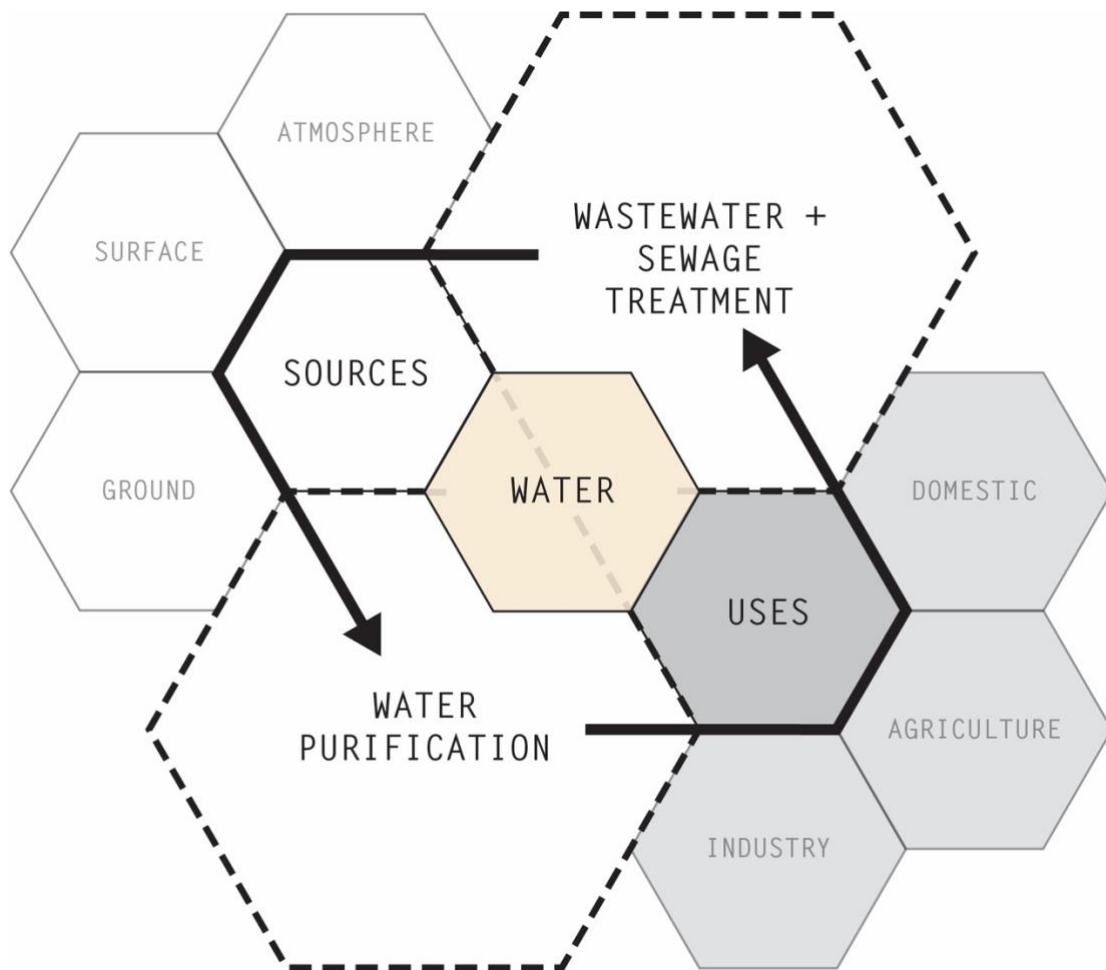 ATMOSPHERE
SURFACE
WASTEWATER +
SEWAGE
TREATMENT
SOURCES
GROUND
WATER
DOMESTIC
USES
WATER
PURIFICATION
AGRICULTURE
INDUSTRY